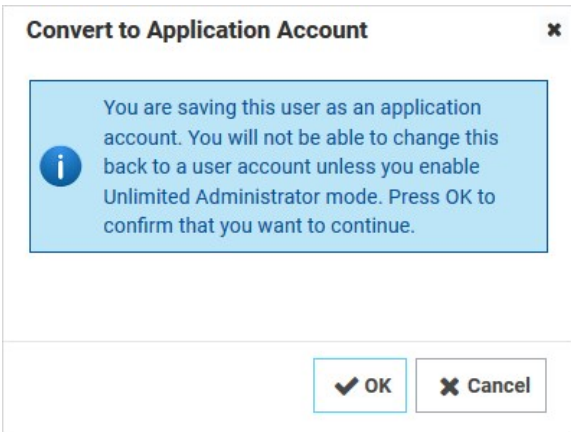 Convert to Application Account
You are saving this user as an application
account. You will not be able to change this
back to a user account unless you enable
Unlimited Administrator mode. Press OK to
confirm that you want to continue.
OK
Cancel